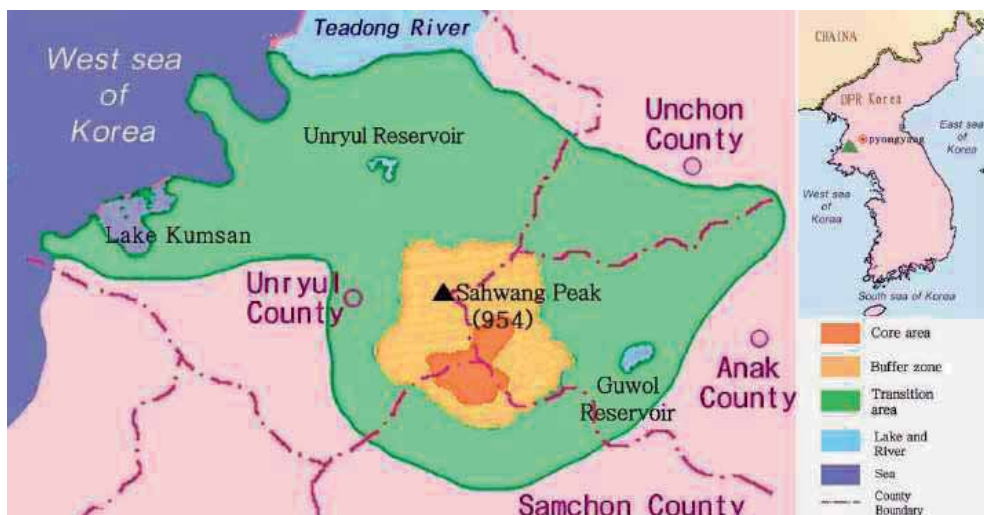 Teadong River
West sea
of
Korea
Unryul Reservoir
Unchon
County
Lake Kumsan
Unryul
County
Sahwang Peak
(954)
Guwol
Reservoir
Anak
County
Samchon County
CHAINA
DPR Korea
pyongyang
East sea
of Korea
West sea
of
Korea
South sea of Korea
Core area
Buffer zone
Transition
area
Lake and
River
Sea
County
Boundary